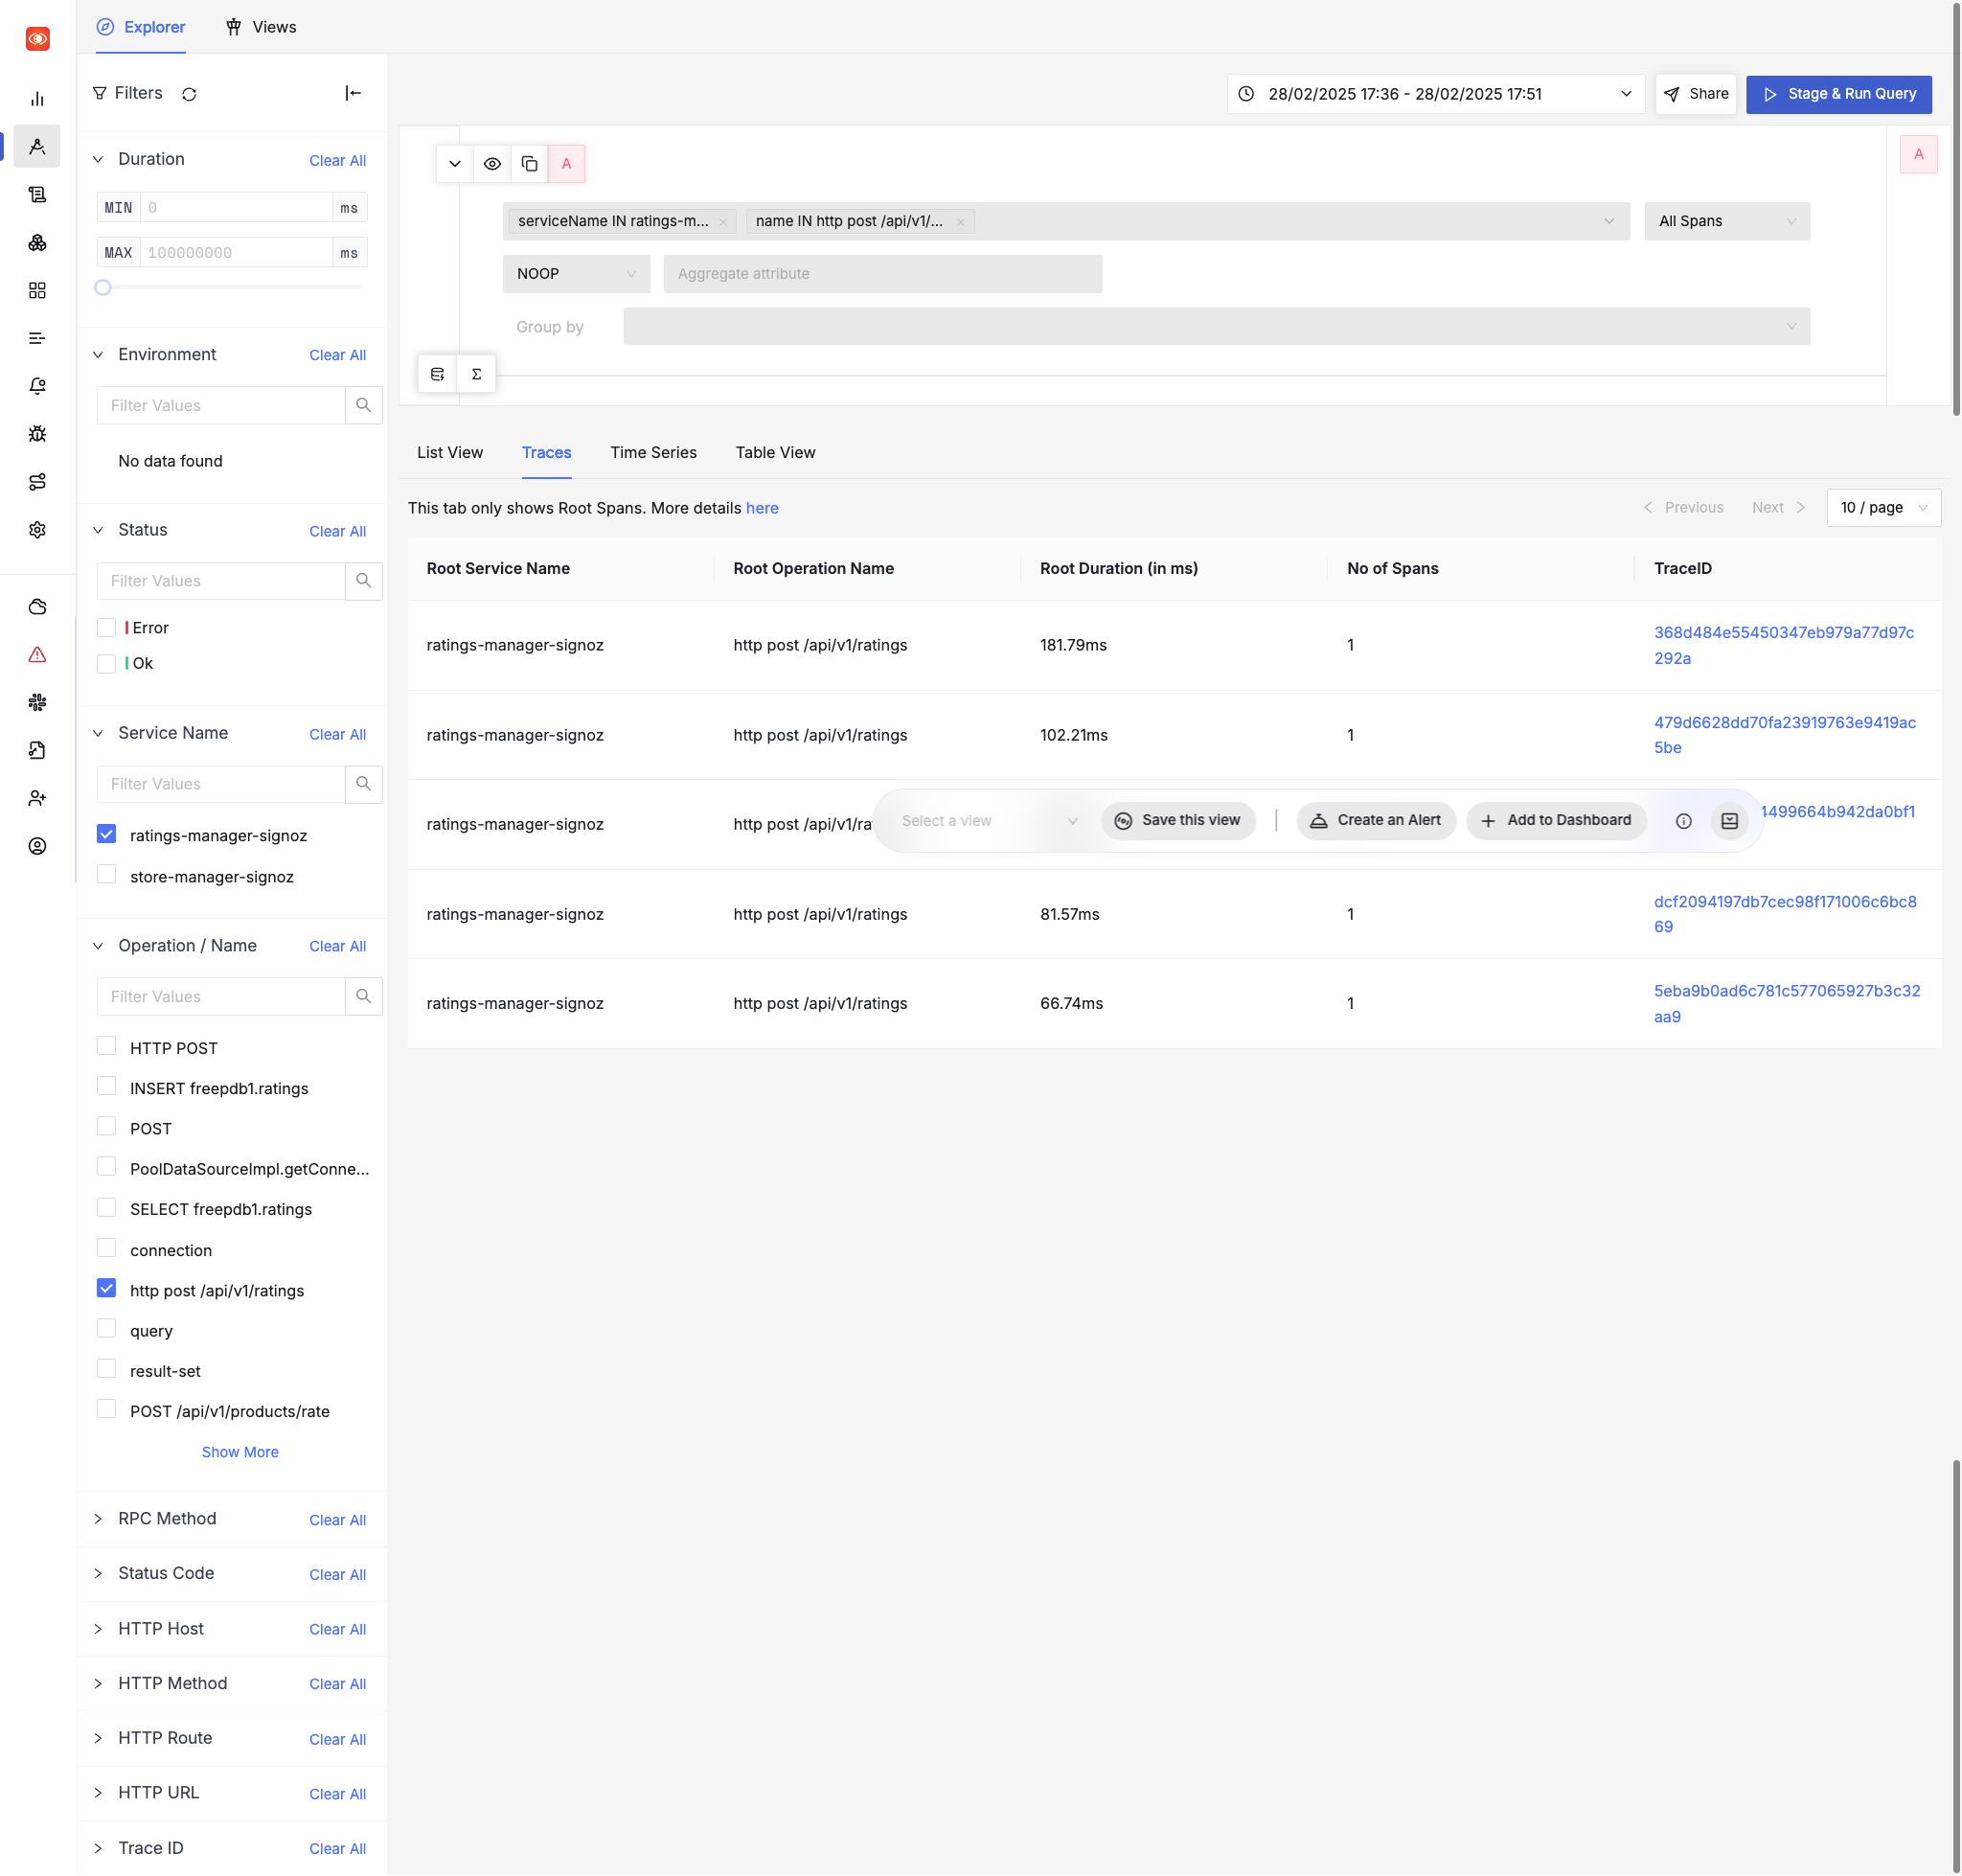 Explorer
Views
Filters
28/02/2025 17:36 - 28/02/2025 17:51
Share
Stage & Run Query
Duration
Clear All
MIN
0
ms
MAX
100000000
ms
Environment
Clear All
Filter Values
No data found
Status
Clear All
Filter Values
Error
Ok
Service Name
Clear All
Filter Values
ratings-manager-signoz
store-manager-signoz
Operation / Name
Clear All
Filter Values
HTTP POST
INSERT freepdb1.ratings
POST
PoolDataSourceImpl.getConne...
SELECT freepdb1.ratings
connection
http post /api/v1/ratings
query
result-set
POST /api/v1/products/rate
Show More
RPC Method
Clear All
Status Code
Clear All
HTTP Host
Clear All
HTTP Method
Clear All
HTTP Route
Clear All
HTTP URL
Clear All
Trace ID
Clear All
A
A
serviceName IN ratings-m...
name IN http post /api/v1/...
All Spans
NOOP
Aggregate attribute
Group by
Σ
List View
Traces
Time Series
Table View
This tab only shows Root Spans. More details here
Previous
Next
10 / page
Root Service Name
Root Operation Name
Root Duration (in ms)
No of Spans
TraceID
ratings-manager-signoz
http post /api/v1/ratings
181.79ms
1
368d484e55450347eb979a77d97c
292a
ratings-manager-signoz
http post /api/v1/ratings
102.21ms
1
479d6628dd70fa23919763e9419ac
5be
ratings-manager-signoz
http post /api/v1/ra
4499664b942da0bf1
Select a view
Save this view
Create an Alert
Add to Dashboard
ratings-manager-signoz
http post /api/v1/ratings
81.57ms
1
dcf2094197db7cec98f171006c6bc8
69
ratings-manager-signoz
http post /api/v1/ratings
66.74ms
1
5eba9b0ad6c781c577065927b3c32
aa9